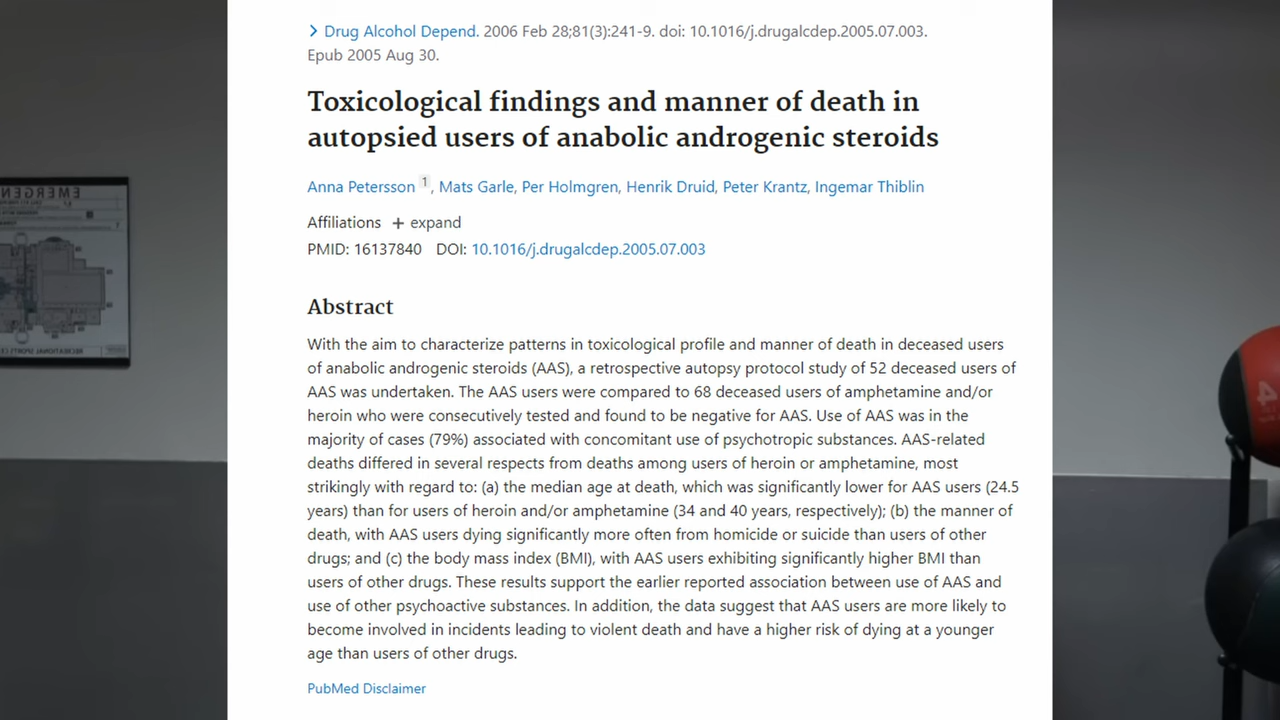 Drug Alcohol Depend. 2006 Feb 28;81(3):241-9. doi: 10.1016/j.drugalcdep.2005.07.003.
Epub 2005 Aug 30.
Toxicological findings and manner of death in
autopsied users of anabolic androgenic steroids
Anna Petersson 1, Mats Garle, Per Holmgren, Henrik Druid, Peter Krantz, Ingemar Thiblin
Affiliations + expand
PMID: 16137840 DOI: 10.1016/j.drugalcdep.2005.07.003
Abstract
With the aim to characterize patterns in toxicological profile and manner of death in deceased users
of anabolic androgenic steroids (AAS), a retrospective autopsy protocol study of 52 deceased users of
AAS was undertaken. The AAS users were compared to 68 deceased users of amphetamine and/or
heroin who were consecutively tested and found to be negative for AAS. Use of AAS was in the
majority of cases (79%) associated with concomitant use of psychotropic substances. AAS-related
deaths differed in several respects from deaths among users of heroin or amphetamine, most
strikingly with regard to: (a) the median age at death, which was significantly lower for AAS users (24.5
years) than for users of heroin and/or amphetamine (34 and 40 years, respectively); (b) the manner of
death, with AAS users dying significantly more often from homicide or suicide than users of other
drugs; and (c) the body mass index (BMI), with AAS users exhibiting significantly higher BMI than
users of other drugs. These results support the earlier reported association between use of AAS and
use of other psychoactive substances. In addition, the data suggest that AAS users are more likely to
become involved in incidents leading to violent death and have a higher risk of dying at a younger
age than users of other drugs.
PubMed Disclaimer
EMERGEN
RECREATIONAL SPORTS CE
4